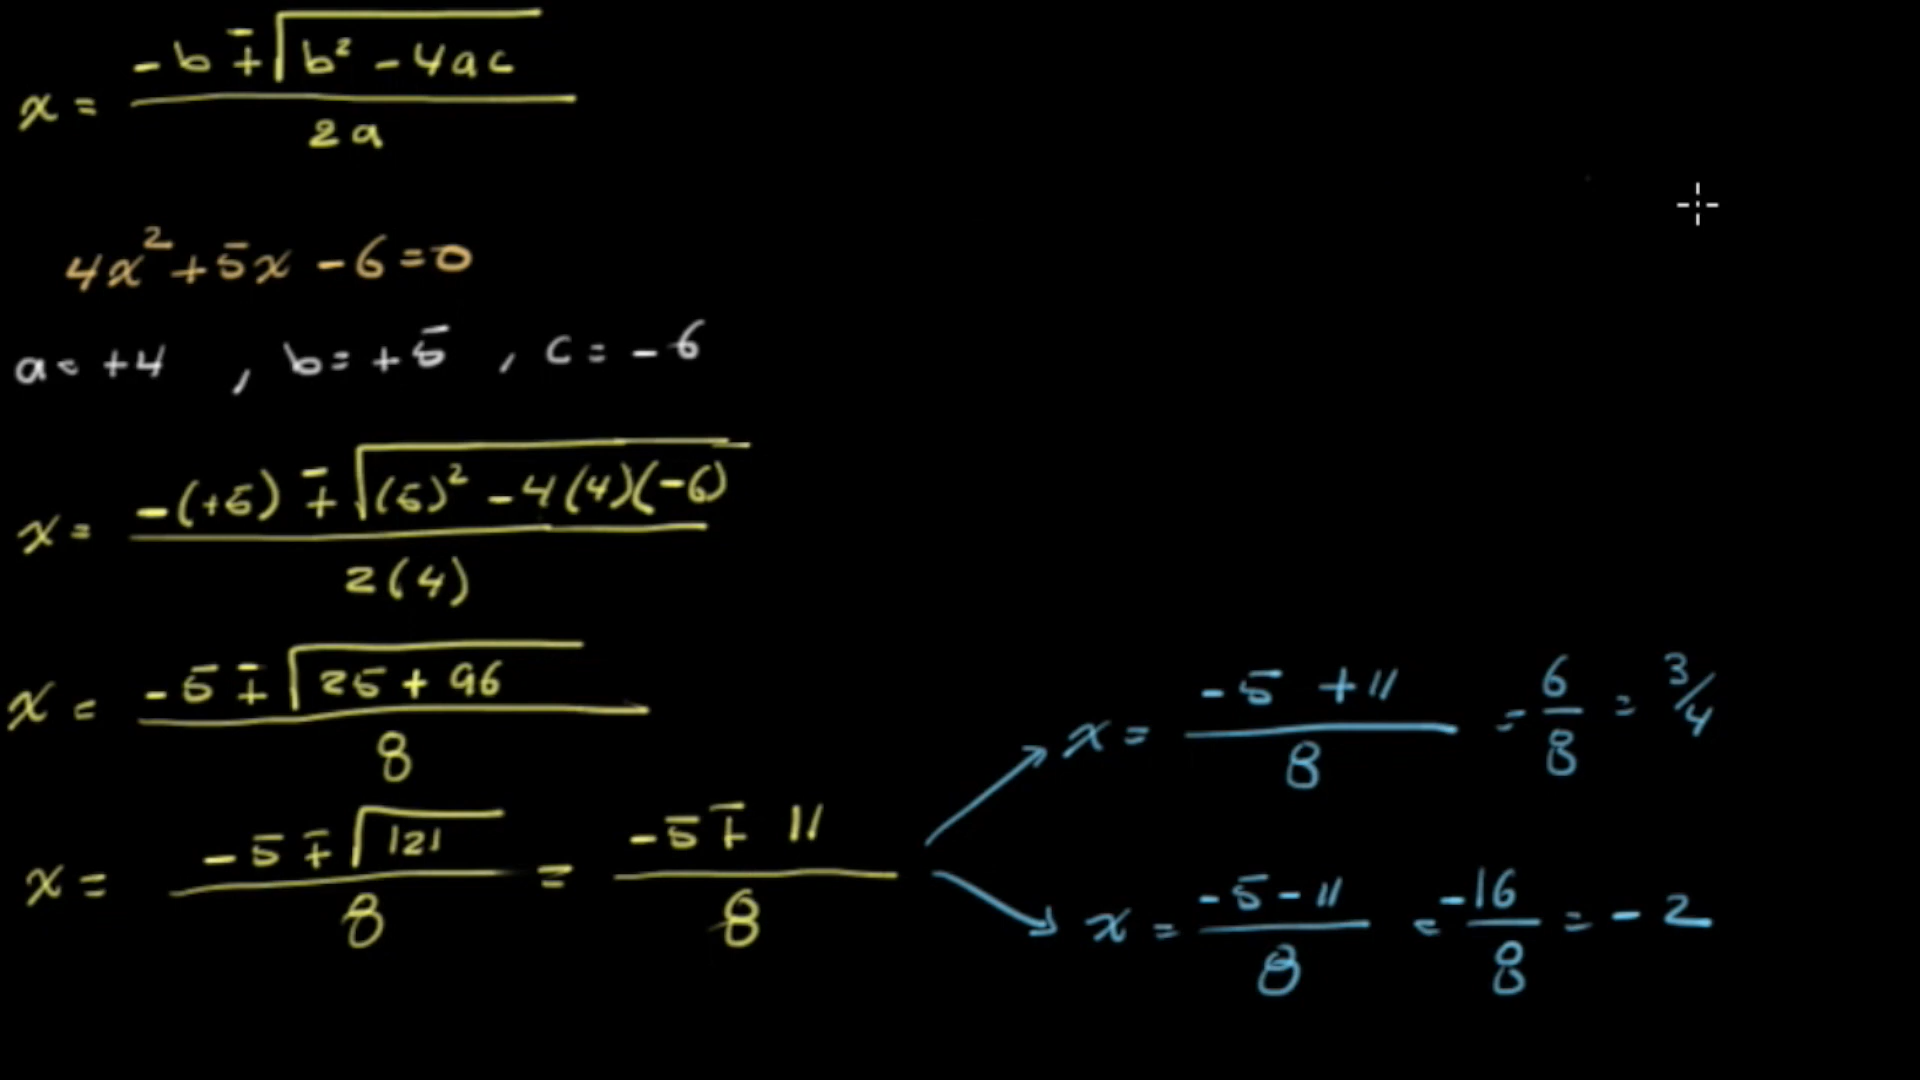 x = (-b ∓ √(b² - 4ac)) / 2a
4x² + 5x - 6 = 0
a = +4 , b = +5 , c = -6
x = (-(+5) ∓ √((5)² - 4(4)(-6))) / 2(4)
x = (-5 ∓ √(25 + 96)) / 8
x = (-5 ∓ √121) / 8 = (-5 ∓ 11) / 8
x = (-5 + 11) / 8 = 6/8 = 3/4
x = (-5 - 11) / 8 = -16/8 = -2